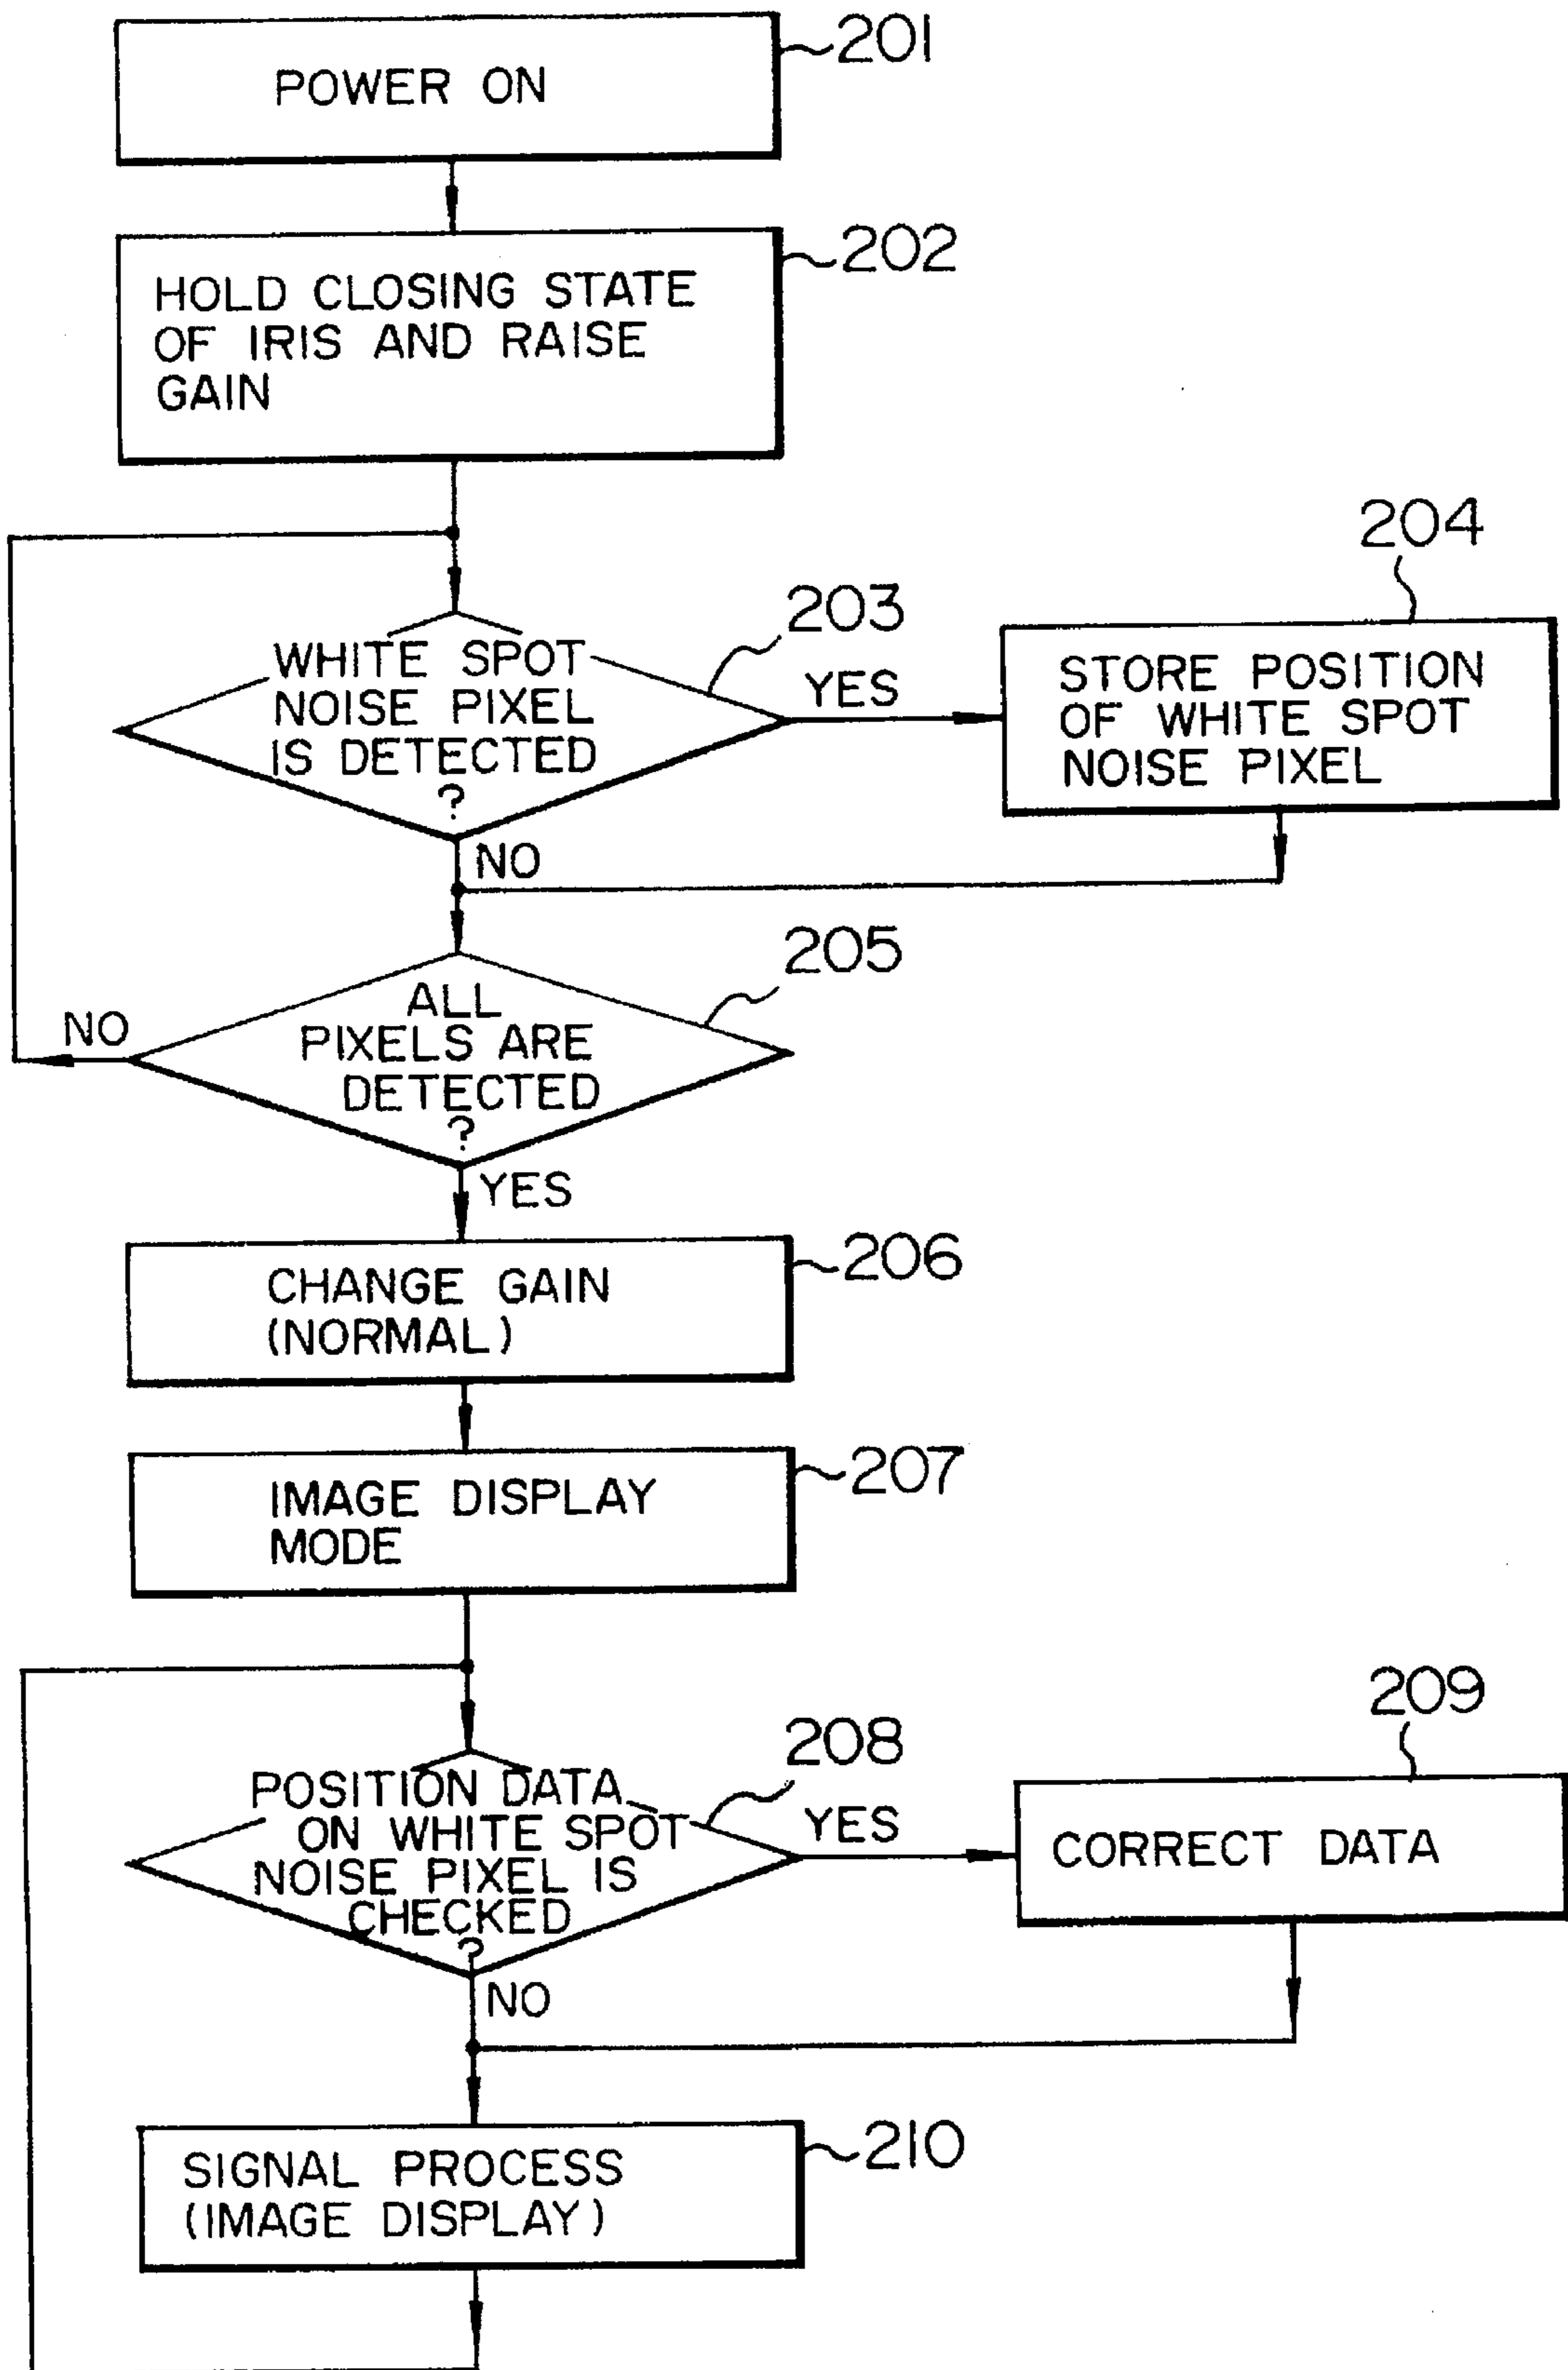 201
POWER ON
202
HOLD CLOSING STATE
OF IRIS AND RAISE
GAIN
203
WHITE SPOT
NOISE PIXEL
IS DETECTED
?
YES
204
STORE POSITION
OF WHITE SPOT
NOISE PIXEL
NO
205
ALL
PIXELS ARE
DETECTED
?
NO
YES
206
CHANGE GAIN
(NORMAL)
207
IMAGE DISPLAY
MODE
208
POSITION DATA
ON WHITE SPOT
NOISE PIXEL IS
CHECKED
?
YES
209
CORRECT DATA
NO
210
SIGNAL PROCESS
(IMAGE DISPLAY)